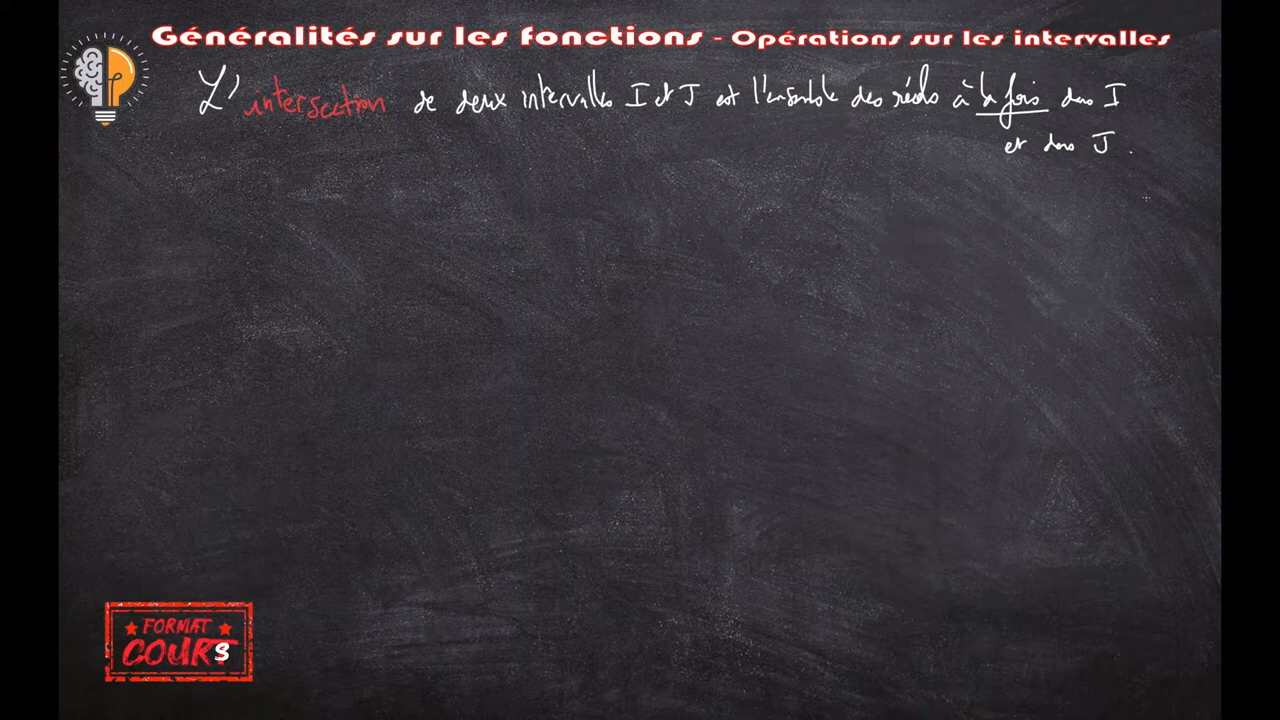 Généralités sur les fonctions - Opérations sur les intervalles
L'intersection de deux intervalles I et J est l'ensemble des réels à la fois dans I
et dans J.
FORMAT
COURTS